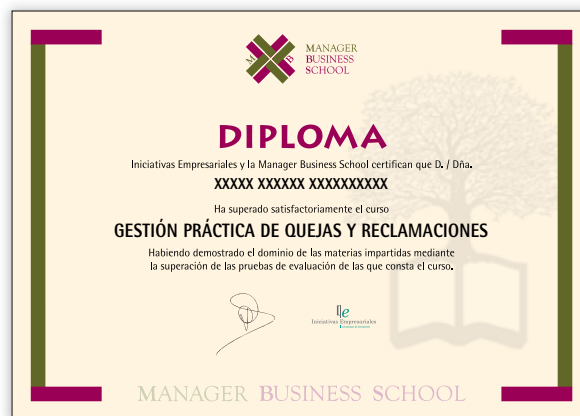 M B
MANAGER
BUSINESS
SCHOOL
DIPLOMA
Iniciativas Empresariales y la Manager Business School certifican que D. / Dña.
XXXXX XXXXXX XXXXXXXXXX
Ha superado satisfactoriamente el curso
GESTIÓN PRÁCTICA DE QUEJAS Y RECLAMACIONES
Habiendo demostrado el dominio de las materias impartidas mediante
la superación de las pruebas de evaluación de las que consta el curso.
Iniciativas Empresariales
MANAGER BUSINESS SCHOOL